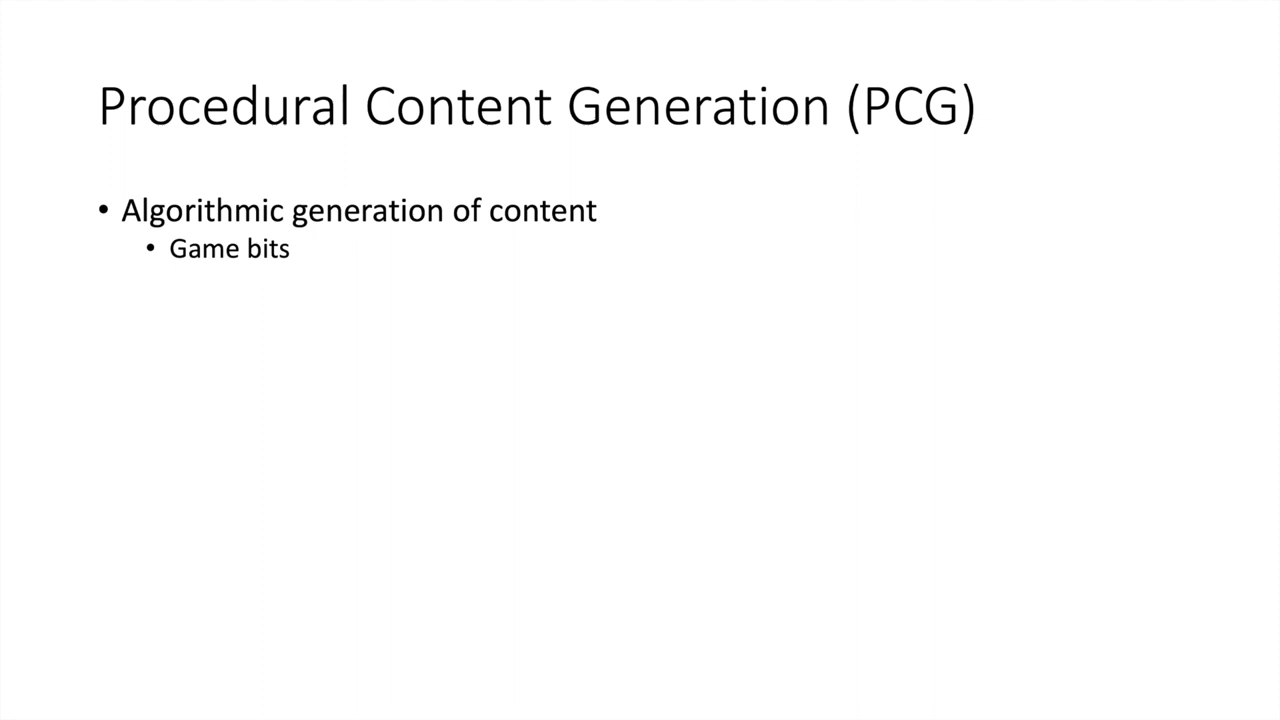 Procedural Content Generation (PCG)
• Algorithmic generation of content
• Game bits